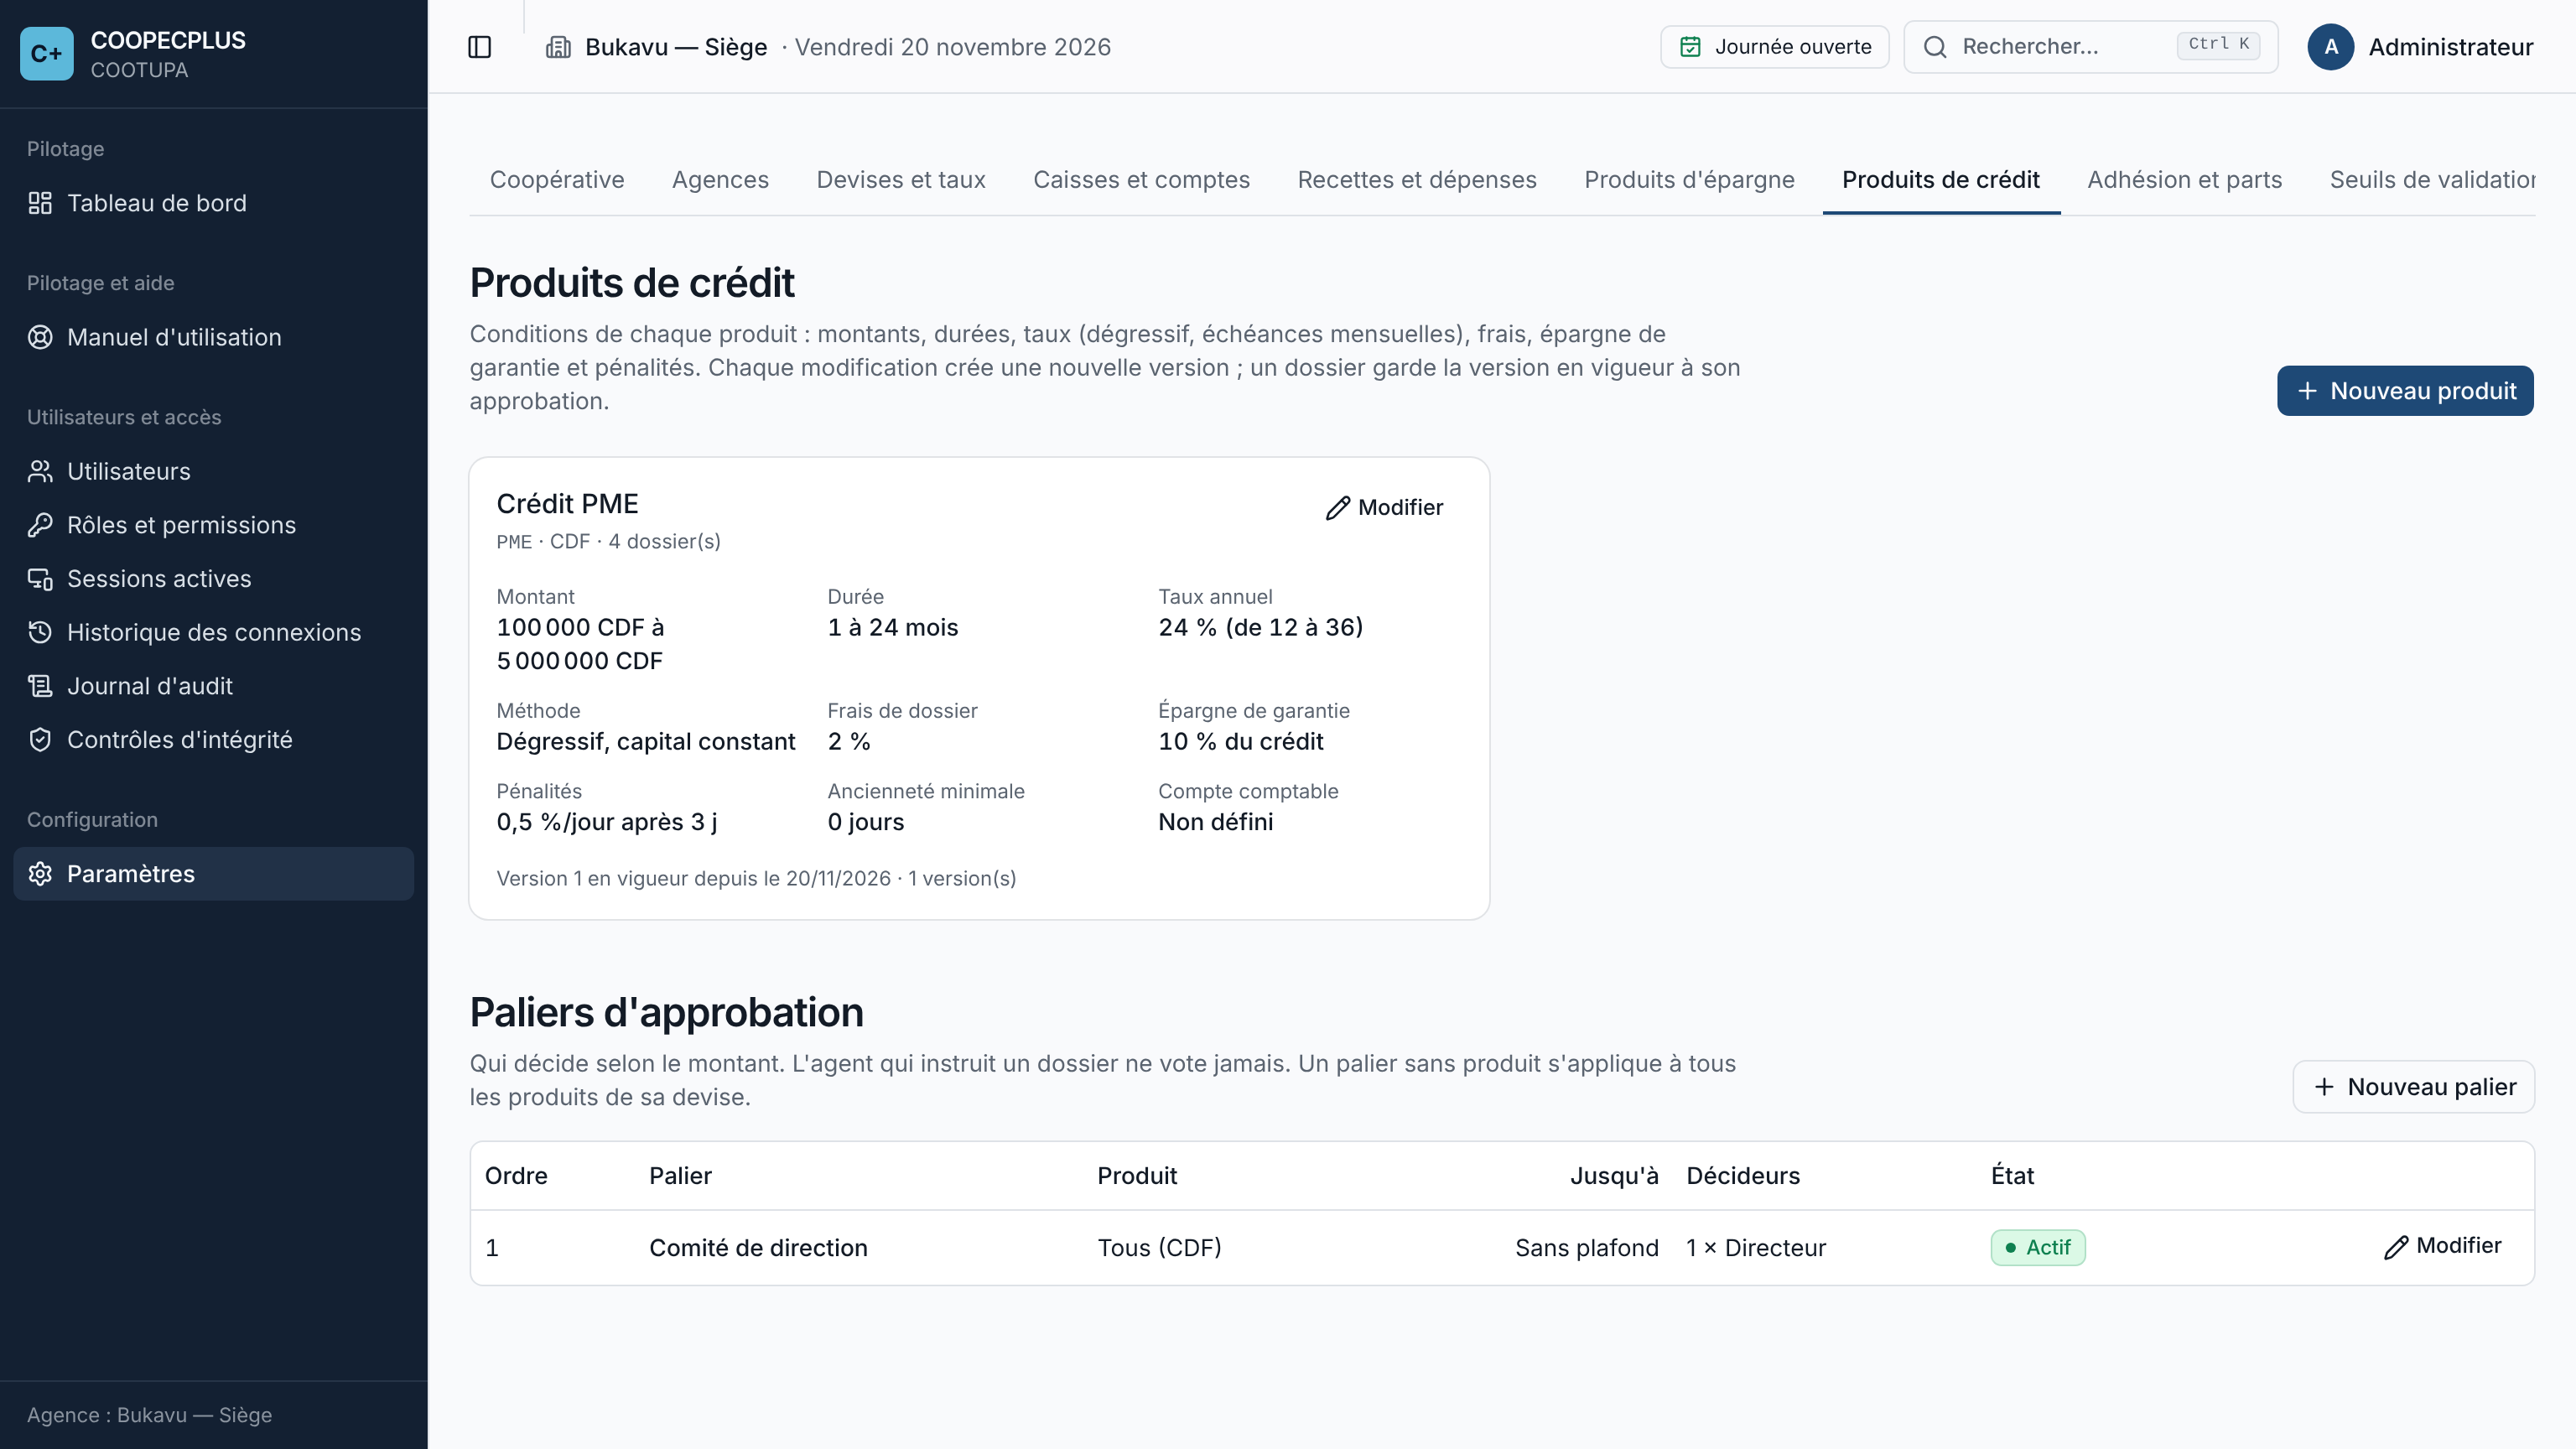 C+
COOPECPLUS
COOTUPA
Pilotage
Tableau de bord
Pilotage et aide
Manuel d'utilisation
Utilisateurs et accès
Utilisateurs
Rôles et permissions
Sessions actives
Historique des connexions
Journal d'audit
Contrôles d'intégrité
Configuration
Paramètres
Agence : Bukavu — Siège
Bukavu — Siège · Vendredi 20 novembre 2026
Journée ouverte
Rechercher... Ctrl K
A Administrateur
Coopérative Agences Devises et taux Caisses et comptes Recettes et dépenses Produits d'épargne Produits de crédit Adhésion et parts Seuils de validation
Produits de crédit
Conditions de chaque produit : montants, durées, taux (dégressif, échéances mensuelles), frais, épargne de
garantie et pénalités. Chaque modification crée une nouvelle version ; un dossier garde la version en vigueur à son
approbation.
+ Nouveau produit
Crédit PME
Modifier
PME · CDF · 4 dossier(s)
Montant Durée Taux annuel
100 000 CDF à 1 à 24 mois 24 % (de 12 à 36)
5 000 000 CDF
Méthode Frais de dossier Épargne de garantie
Dégressif, capital constant 2 % 10 % du crédit
Pénalités Ancienneté minimale Compte comptable
0,5 %/jour après 3 j 0 jours Non défini
Version 1 en vigueur depuis le 20/11/2026 · 1 version(s)
Paliers d'approbation
Qui décide selon le montant. L'agent qui instruit un dossier ne vote jamais. Un palier sans produit s'applique à tous
les produits de sa devise.
+ Nouveau palier
Ordre Palier Produit Jusqu'à Décideurs État
1 Comité de direction Tous (CDF) Sans plafond 1 × Directeur Actif Modifier